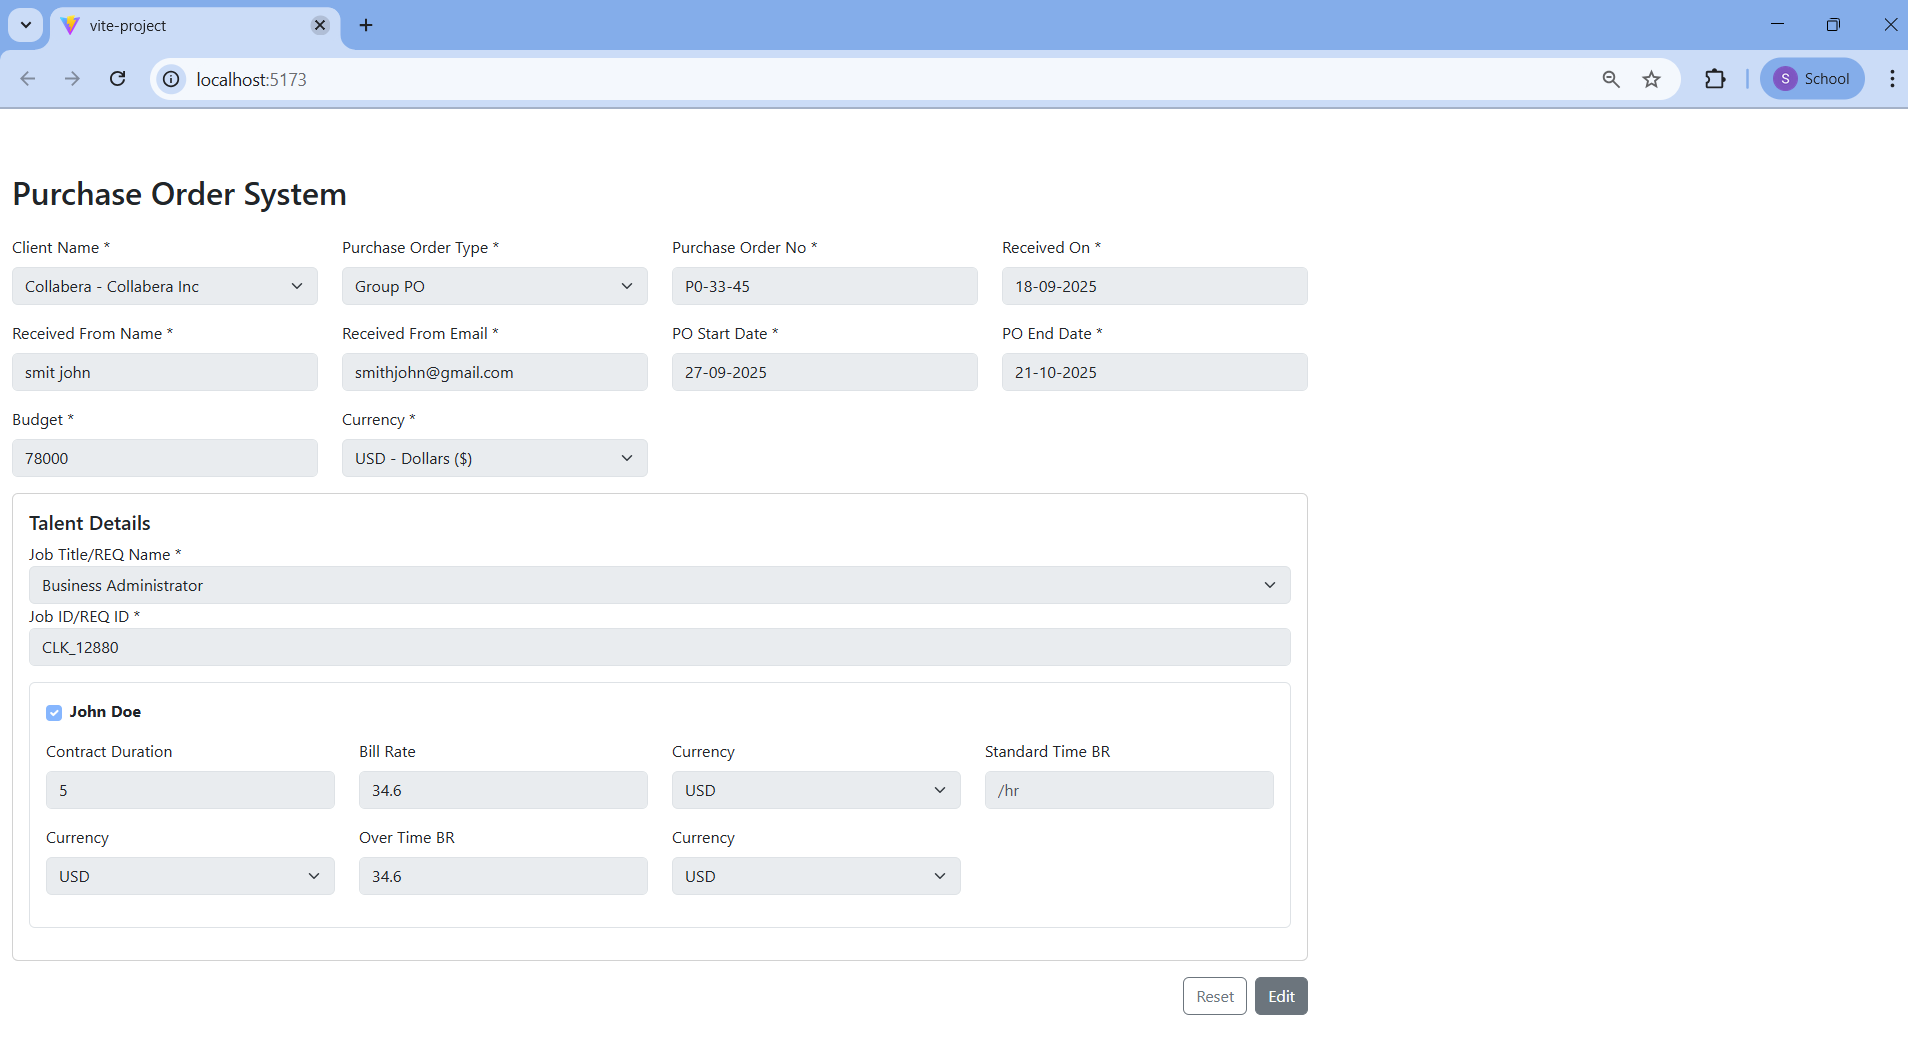 vite-project
localhost:5173
S School
Purchase Order System
Client Name * Purchase Order Type * Purchase Order No * Received On *
Collabera - Collabera Inc Group PO P0-33-45 18-09-2025
Received From Name * Received From Email * PO Start Date * PO End Date *
smit john smithjohn@gmail.com 27-09-2025 21-10-2025
Budget * Currency *
78000 USD - Dollars ($)
Talent Details
Job Title/REQ Name *
Business Administrator
Job ID/REQ ID *
CLK_12880
John Doe
Contract Duration Bill Rate Currency Standard Time BR
5 34.6 USD /hr
Currency Over Time BR Currency
USD 34.6 USD
Reset Edit